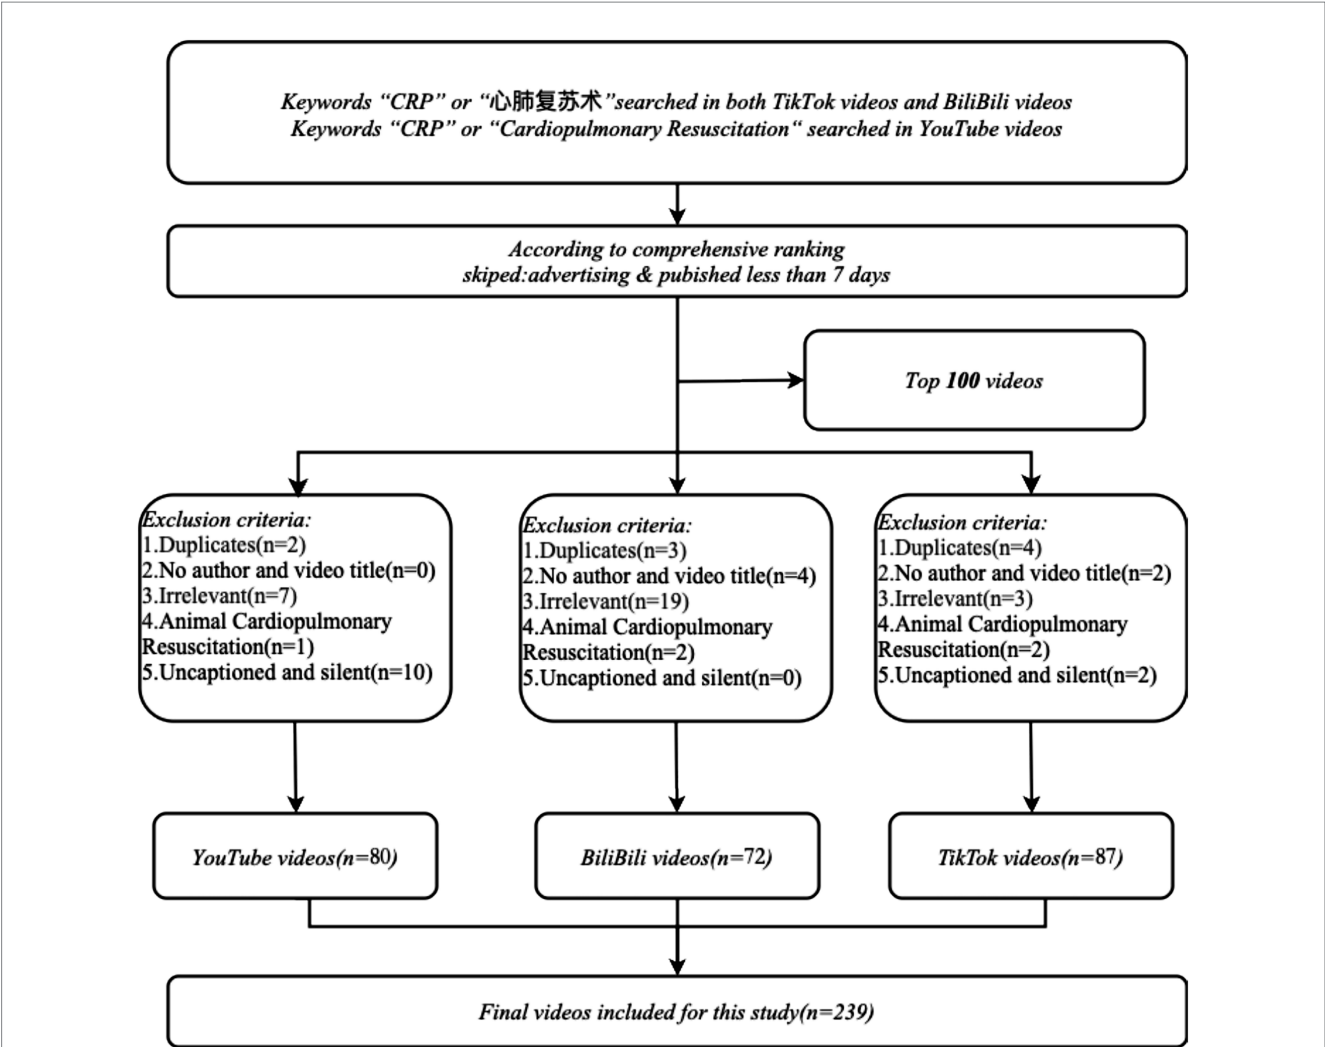 Keywords “CRP” or “心肺复苏术”searched in both TikTok videos and BiliBili videos
Keywords “CRP” or “Cardiopulmonary Resuscitation“ searched in YouTube videos
According to comprehensive ranking
skiped:advertising & pubished less than 7 days
Top 100 videos
Exclusion criteria:
1.Duplicates(n=2)
2.No author and video title(n=0)
3.Irrelevant(n=7)
4.Animal Cardiopulmonary
Resuscitation(n=1)
5.Uncaptioned and silent(n=10)
Exclusion criteria:
1.Duplicates(n=3)
2.No author and video title(n=4)
3.Irrelevant(n=19)
4.Animal Cardiopulmonary
Resuscitation(n=2)
5.Uncaptioned and silent(n=0)
Exclusion criteria:
1.Duplicates(n=4)
2.No author and video title(n=2)
3.Irrelevant(n=3)
4.Animal Cardiopulmonary
Resuscitation(n=2)
5.Uncaptioned and silent(n=2)
YouTube videos(n=80)
BiliBili videos(n=72)
TikTok videos(n=87)
Final videos included for this study(n=239)